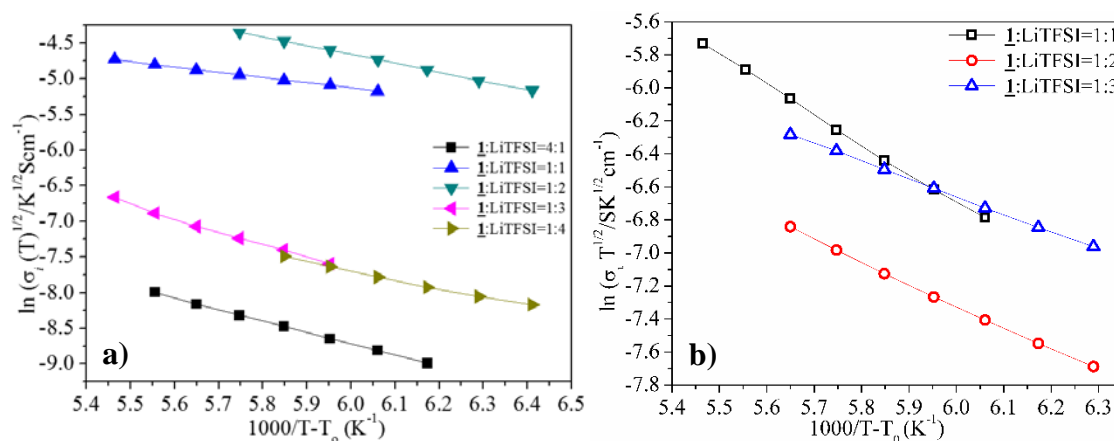 ln (σi (T)^1/2/K^1/2Scm^-1)
-4.5
-5.0
-5.5
-6.0
-6.5
-7.0
-7.5
-8.0
-8.5
-9.0
1:LiTFSI=4:1
1:LiTFSI=1:1
1:LiTFSI=1:2
1:LiTFSI=1:3
1:LiTFSI=1:4
a)
5.4 5.5 5.6 5.7 5.8 5.9 6.0 6.1 6.2 6.3 6.4 6.5
1000/T-To (K^-1)
ln (σ T^1/2/SK^1/2cm^-1)
-5.6
-5.8
-6.0
-6.2
-6.4
-6.6
-6.8
-7.0
-7.2
-7.4
-7.6
-7.8
1:LiTFSI=1:1
1:LiTFSI=1:2
1:LiTFSI=1:3
b)
5.4 5.5 5.6 5.7 5.8 5.9 6.0 6.1 6.2 6.3
1000/T-T0 (K^-1)